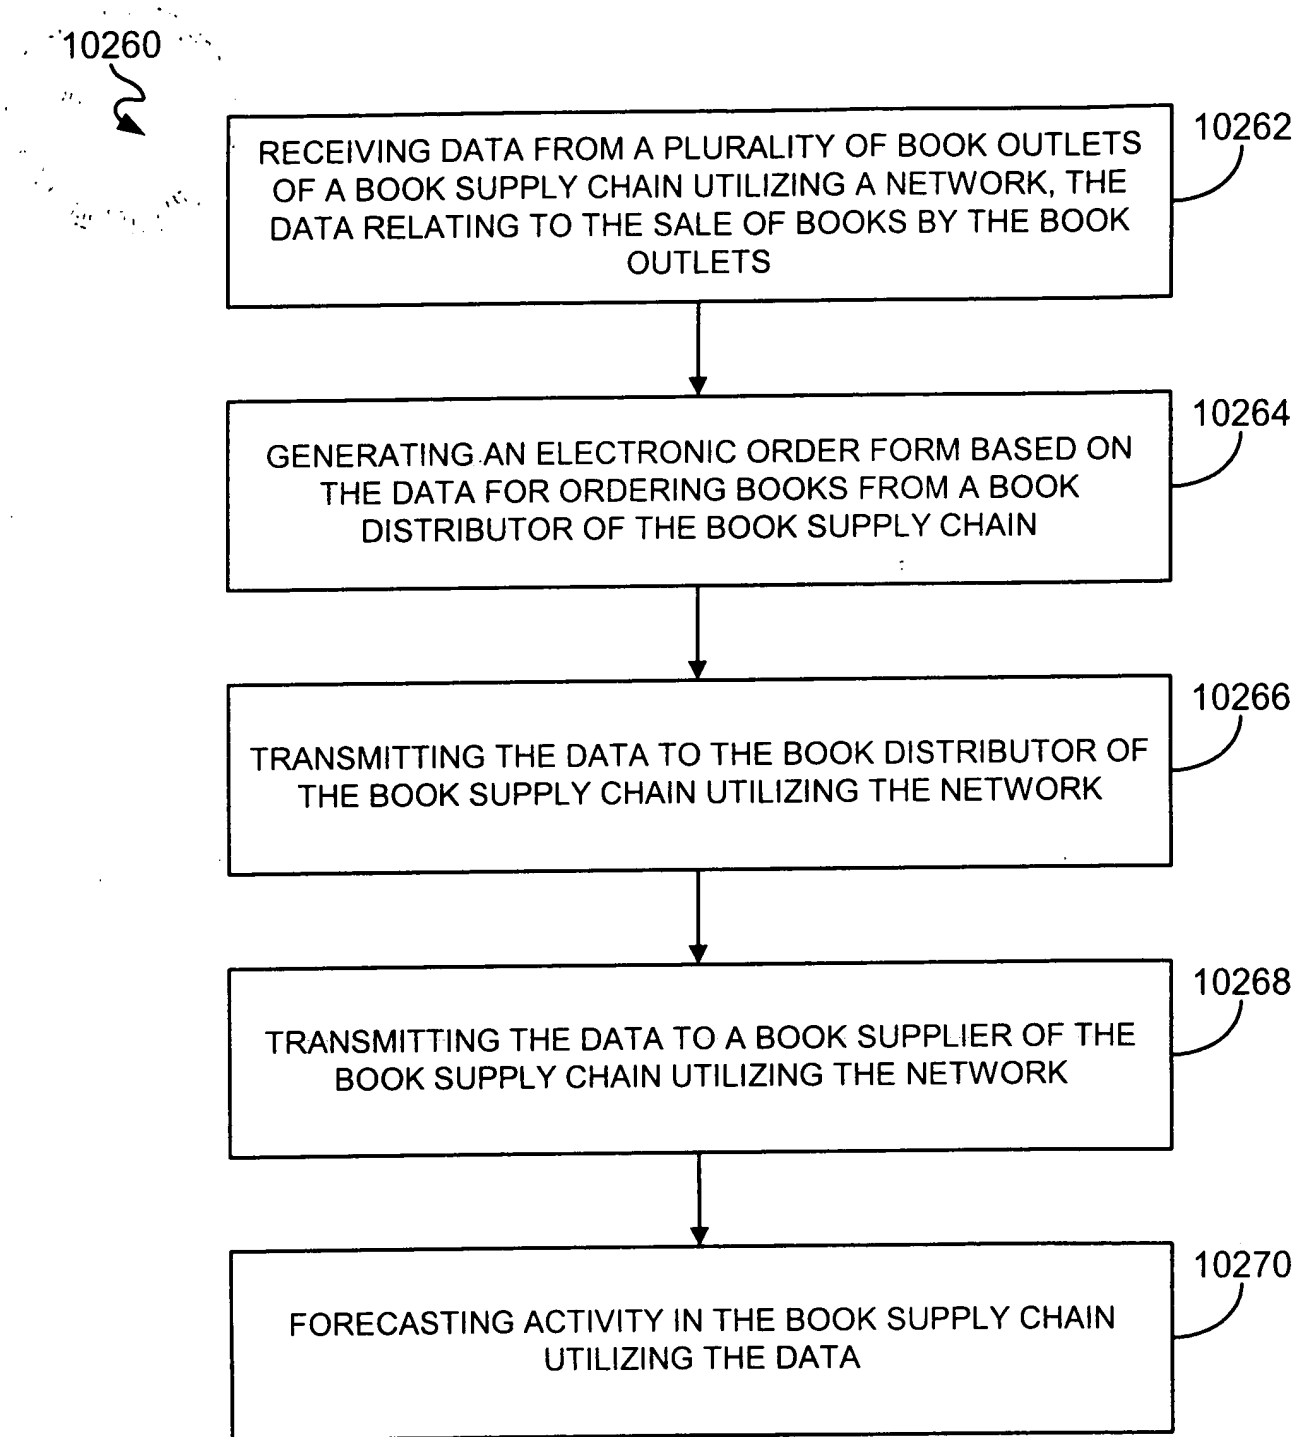 10260
10262
RECEIVING DATA FROM A PLURALITY OF BOOK OUTLETS
OF A BOOK SUPPLY CHAIN UTILIZING A NETWORK, THE
DATA RELATING TO THE SALE OF BOOKS BY THE BOOK
OUTLETS
10264
GENERATING AN ELECTRONIC ORDER FORM BASED ON
THE DATA FOR ORDERING BOOKS FROM A BOOK
DISTRIBUTOR OF THE BOOK SUPPLY CHAIN
10266
TRANSMITTING THE DATA TO THE BOOK DISTRIBUTOR OF
THE BOOK SUPPLY CHAIN UTILIZING THE NETWORK
10268
TRANSMITTING THE DATA TO A BOOK SUPPLIER OF THE
BOOK SUPPLY CHAIN UTILIZING THE NETWORK
10270
FORECASTING ACTIVITY IN THE BOOK SUPPLY CHAIN
UTILIZING THE DATA